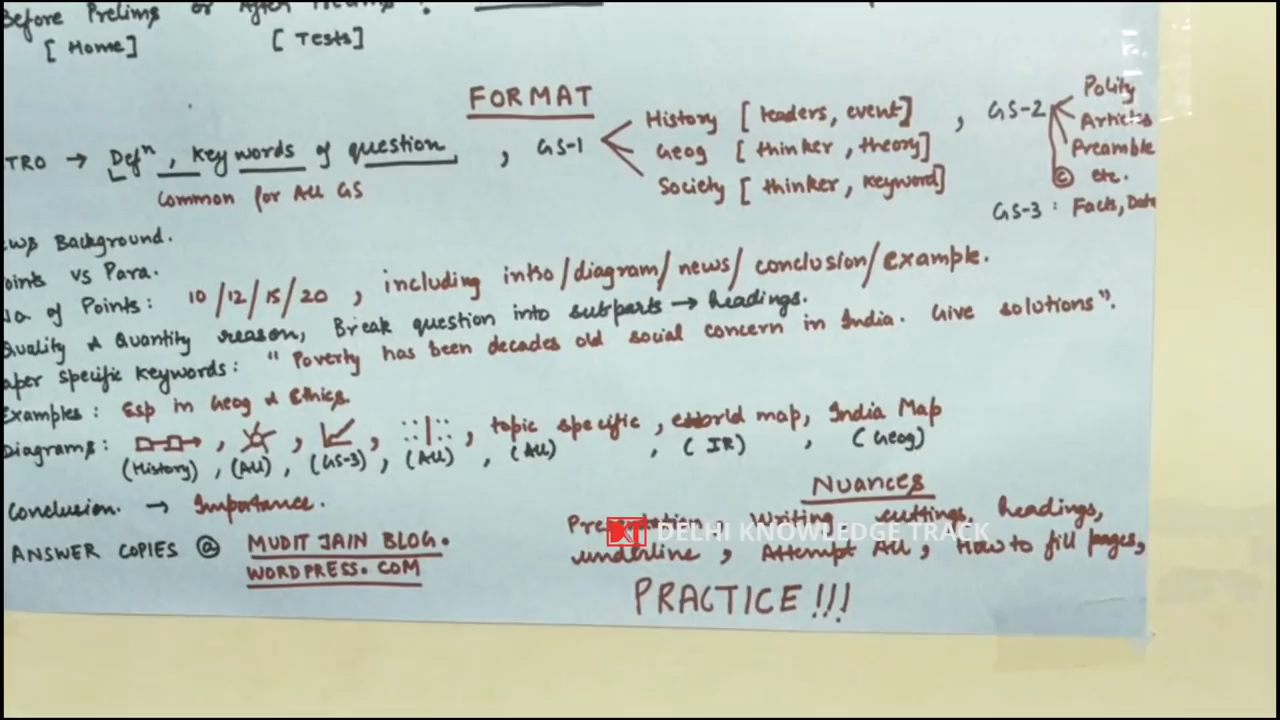 Before Prelims or After
[ Home] [ Tests]
FORMAT
TRO → Defⁿ, keywords of question , GS-1
Common for All GS
History [ leaders, event]
Geog [ thinker, theory]
Society [ thinker, keyword]
, GS-2
Polity
Articles
Preamble
© etc.
GS-3 : Facts, Data
ews Background.
oints vs Para.
No of Points: 10/12/15/20 , including intro/diagram/news/conclusion/example.
Quality & Quantity reason, Break question into subparts → headings.
aper specific keywords: "Poverty has been decades old social concern in India. Give solutions".
Examples: Esp in Geog & Ethics
Diagrams: , , , , topic specific , World map, India Map
(History) , (All) , (GS-3) , (All) , (All) , (IR) , (Geog)
Conclusion. → Importance.
ANSWER COPIES @ MUDIT JAIN BLOG.
WORDPRESS.COM
Nuances
Presentation, Writing cuttings, headings,
underline, Attempt All, How to fill pages,
PRACTICE!!!
DKT DELHI KNOWLEDGE TRACK